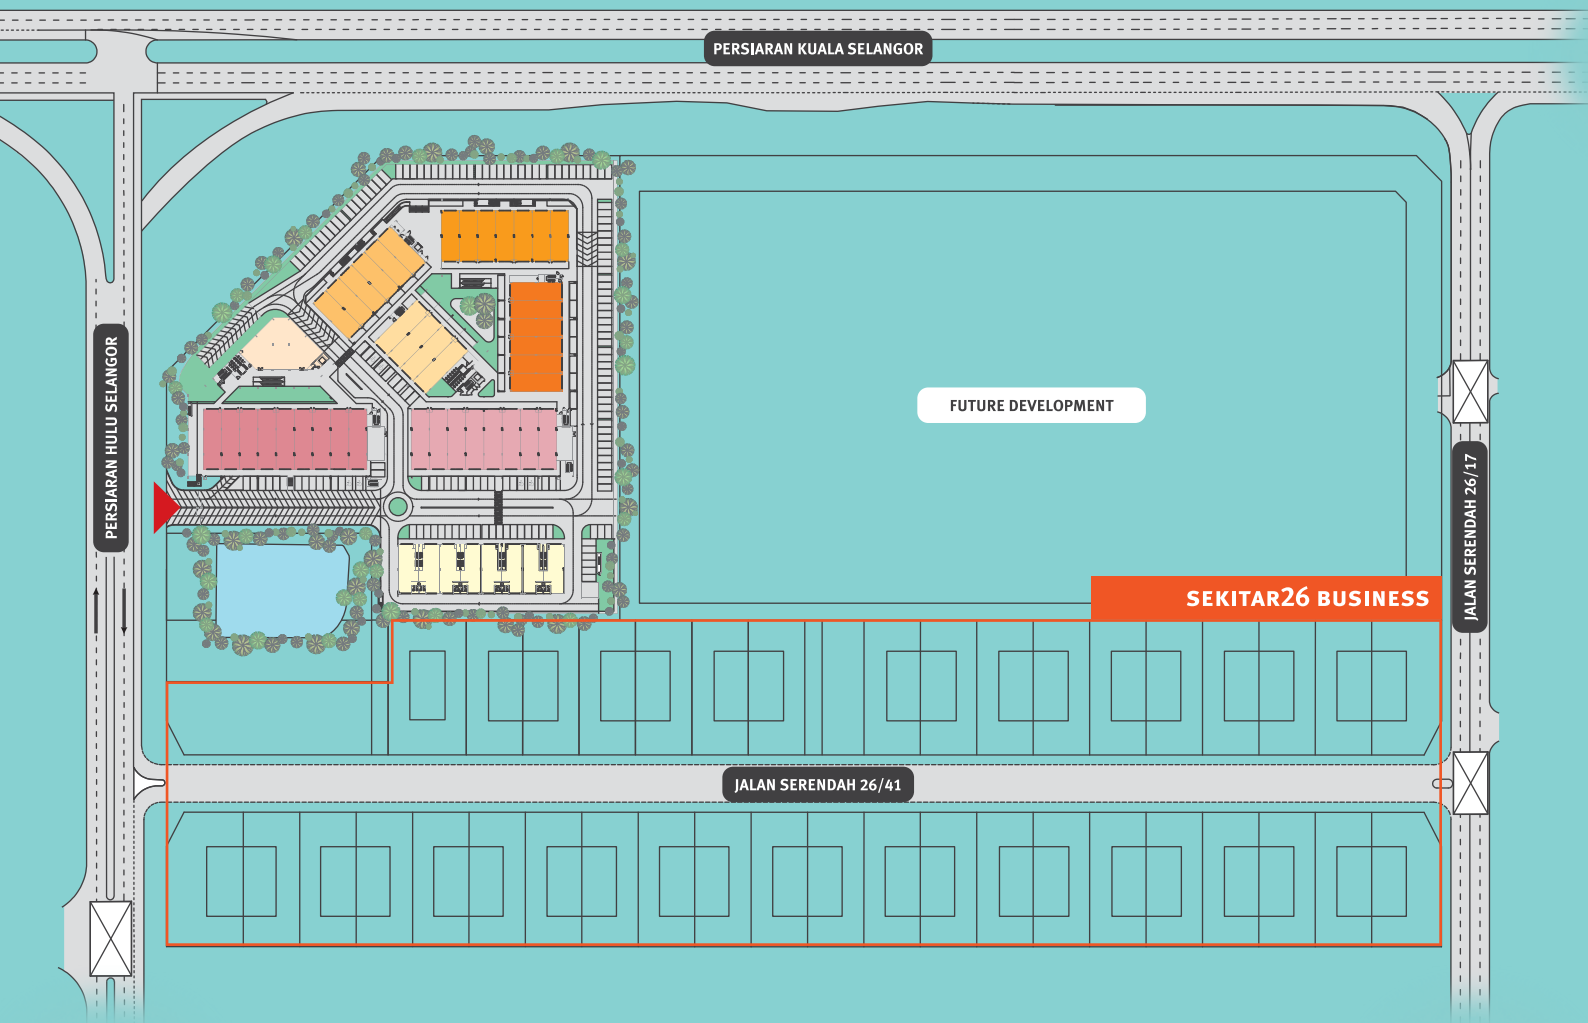 PERSIARAN KUALA SELANGOR
PERSIARAN HULU SELANGOR
FUTURE DEVELOPMENT
JALAN SERENDAH 26/17
SEKITAR26 BUSINESS
JALAN SERENDAH 26/41